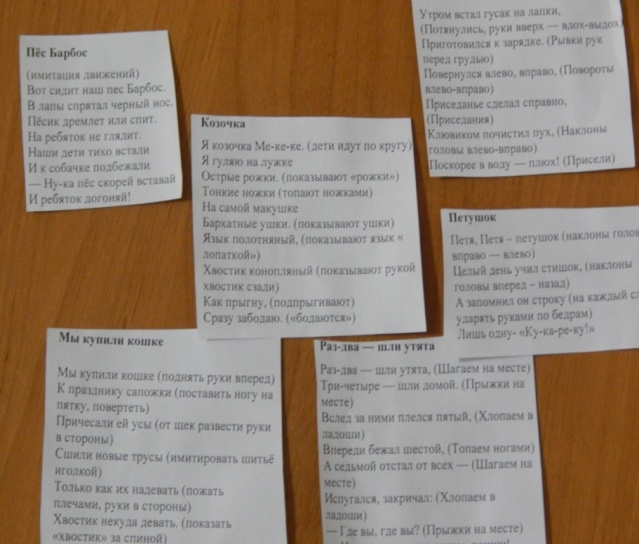 Пёс Барбос
(имитация движений)
Вот сидит наш пес Барбос.
В лапы спрятал черный нос.
Пёсик дремлет или спит.
На ребяток не глядит.
Наши дети тихо встали
И к собачке подбежали
— Ну-ка пёс скорей вставай
И ребяток догоняй!
Козочка
Я козочка Ме-ке-ке. (дети идут по кругу)
Я гуляю на лужке
Острые рожки. (показывают «рожки»)
Тонкие ножки (топают ножками)
На самой макушке
Бархатные ушки. (показывают ушки)
Язык полотняный, (показывают язык «
лопаткой»)
Хвостик конопляный (показывают рукой
хвостик сзади)
Как прыгну, (подпрыгивают)
Сразу забодаю. («бодаются»)
Утром встал гусак на лапки,
(Потянулись, руки вверх — вдох-выдох)
Приготовился к зарядке. (Рывки рук
перед грудью)
Повернулся влево, вправо, (Повороты
влево-вправо)
Приседанье сделал справно,
(Приседания)
Клювиком почистил пух, (Наклоны
головы влево-вправо)
Поскорее в воду — плюх! (Присели)
Петушок
Петя, Петя – петушок (наклоны
вправо — влево)
Целый день учил стишок, (наклоны
головы вперед – назад)
А запомнил он строку (на каждый
ударять руками по бедрам)
Лишь одну- «Ку-ка-ре-ку!»
Мы купили кошке
Мы купили кошке (поднять руки вперед)
К празднику сапожки (поставить ногу на
пятку, повертеть)
Причесали ей усы (от щек развести руки
в стороны)
Сшили новые трусы (имитировать шитьё
иголкой)
Только как их надевать (пожать
плечами, руки в стороны)
Хвостик некуда девать. (показать
«хвостик» за спиной)
Раз-два — шли утята
Раз-два — шли утята, (Шагаем на месте)
Три-четыре — шли домой. (Прыжки на
месте)
Вслед за ними плелся пятый, (Хлопаем в
ладоши)
Впереди бежал шестой, (Топаем ногами)
А седьмой отстал от всех — (Шагаем на
месте)
Испугался, закричал: (Хлопаем в
ладоши)
— Где вы, где вы? (Прыжки на месте)